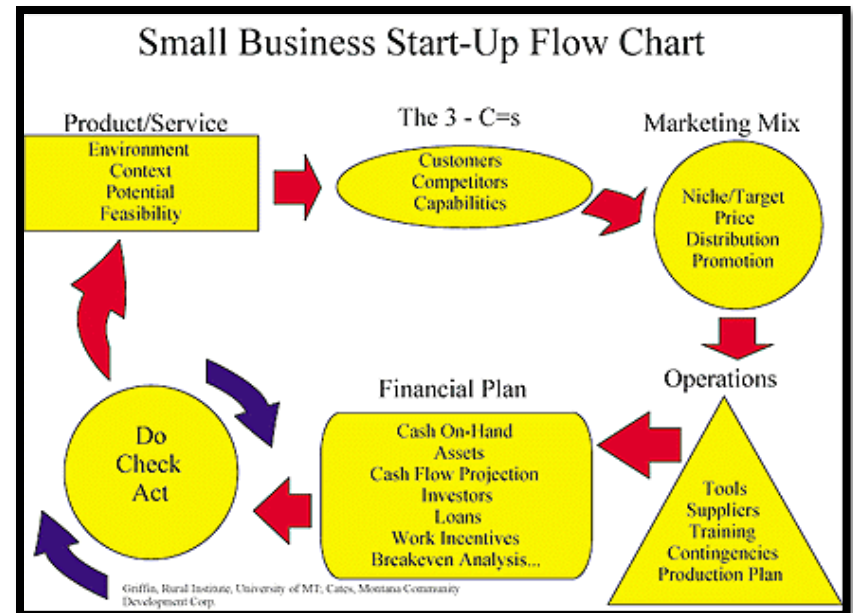 Small Business Start-Up Flow Chart
Product/Service
Environment
Context
Potential
Feasibility
The 3 - C=s
Customers
Competitors
Capabilities
Marketing Mix
Niche/Target
Price
Distribution
Promotion
Operations
Tools
Suppliers
Training
Contingencies
Production Plan
Financial Plan
Cash On-Hand
Assets
Cash Flow Projection
Investors
Loans
Work Incentives
Breakeven Analysis...
Do
Check
Act
Griffin, Rural Institute, University of MT; Cates, Montana Community
Development Corp.